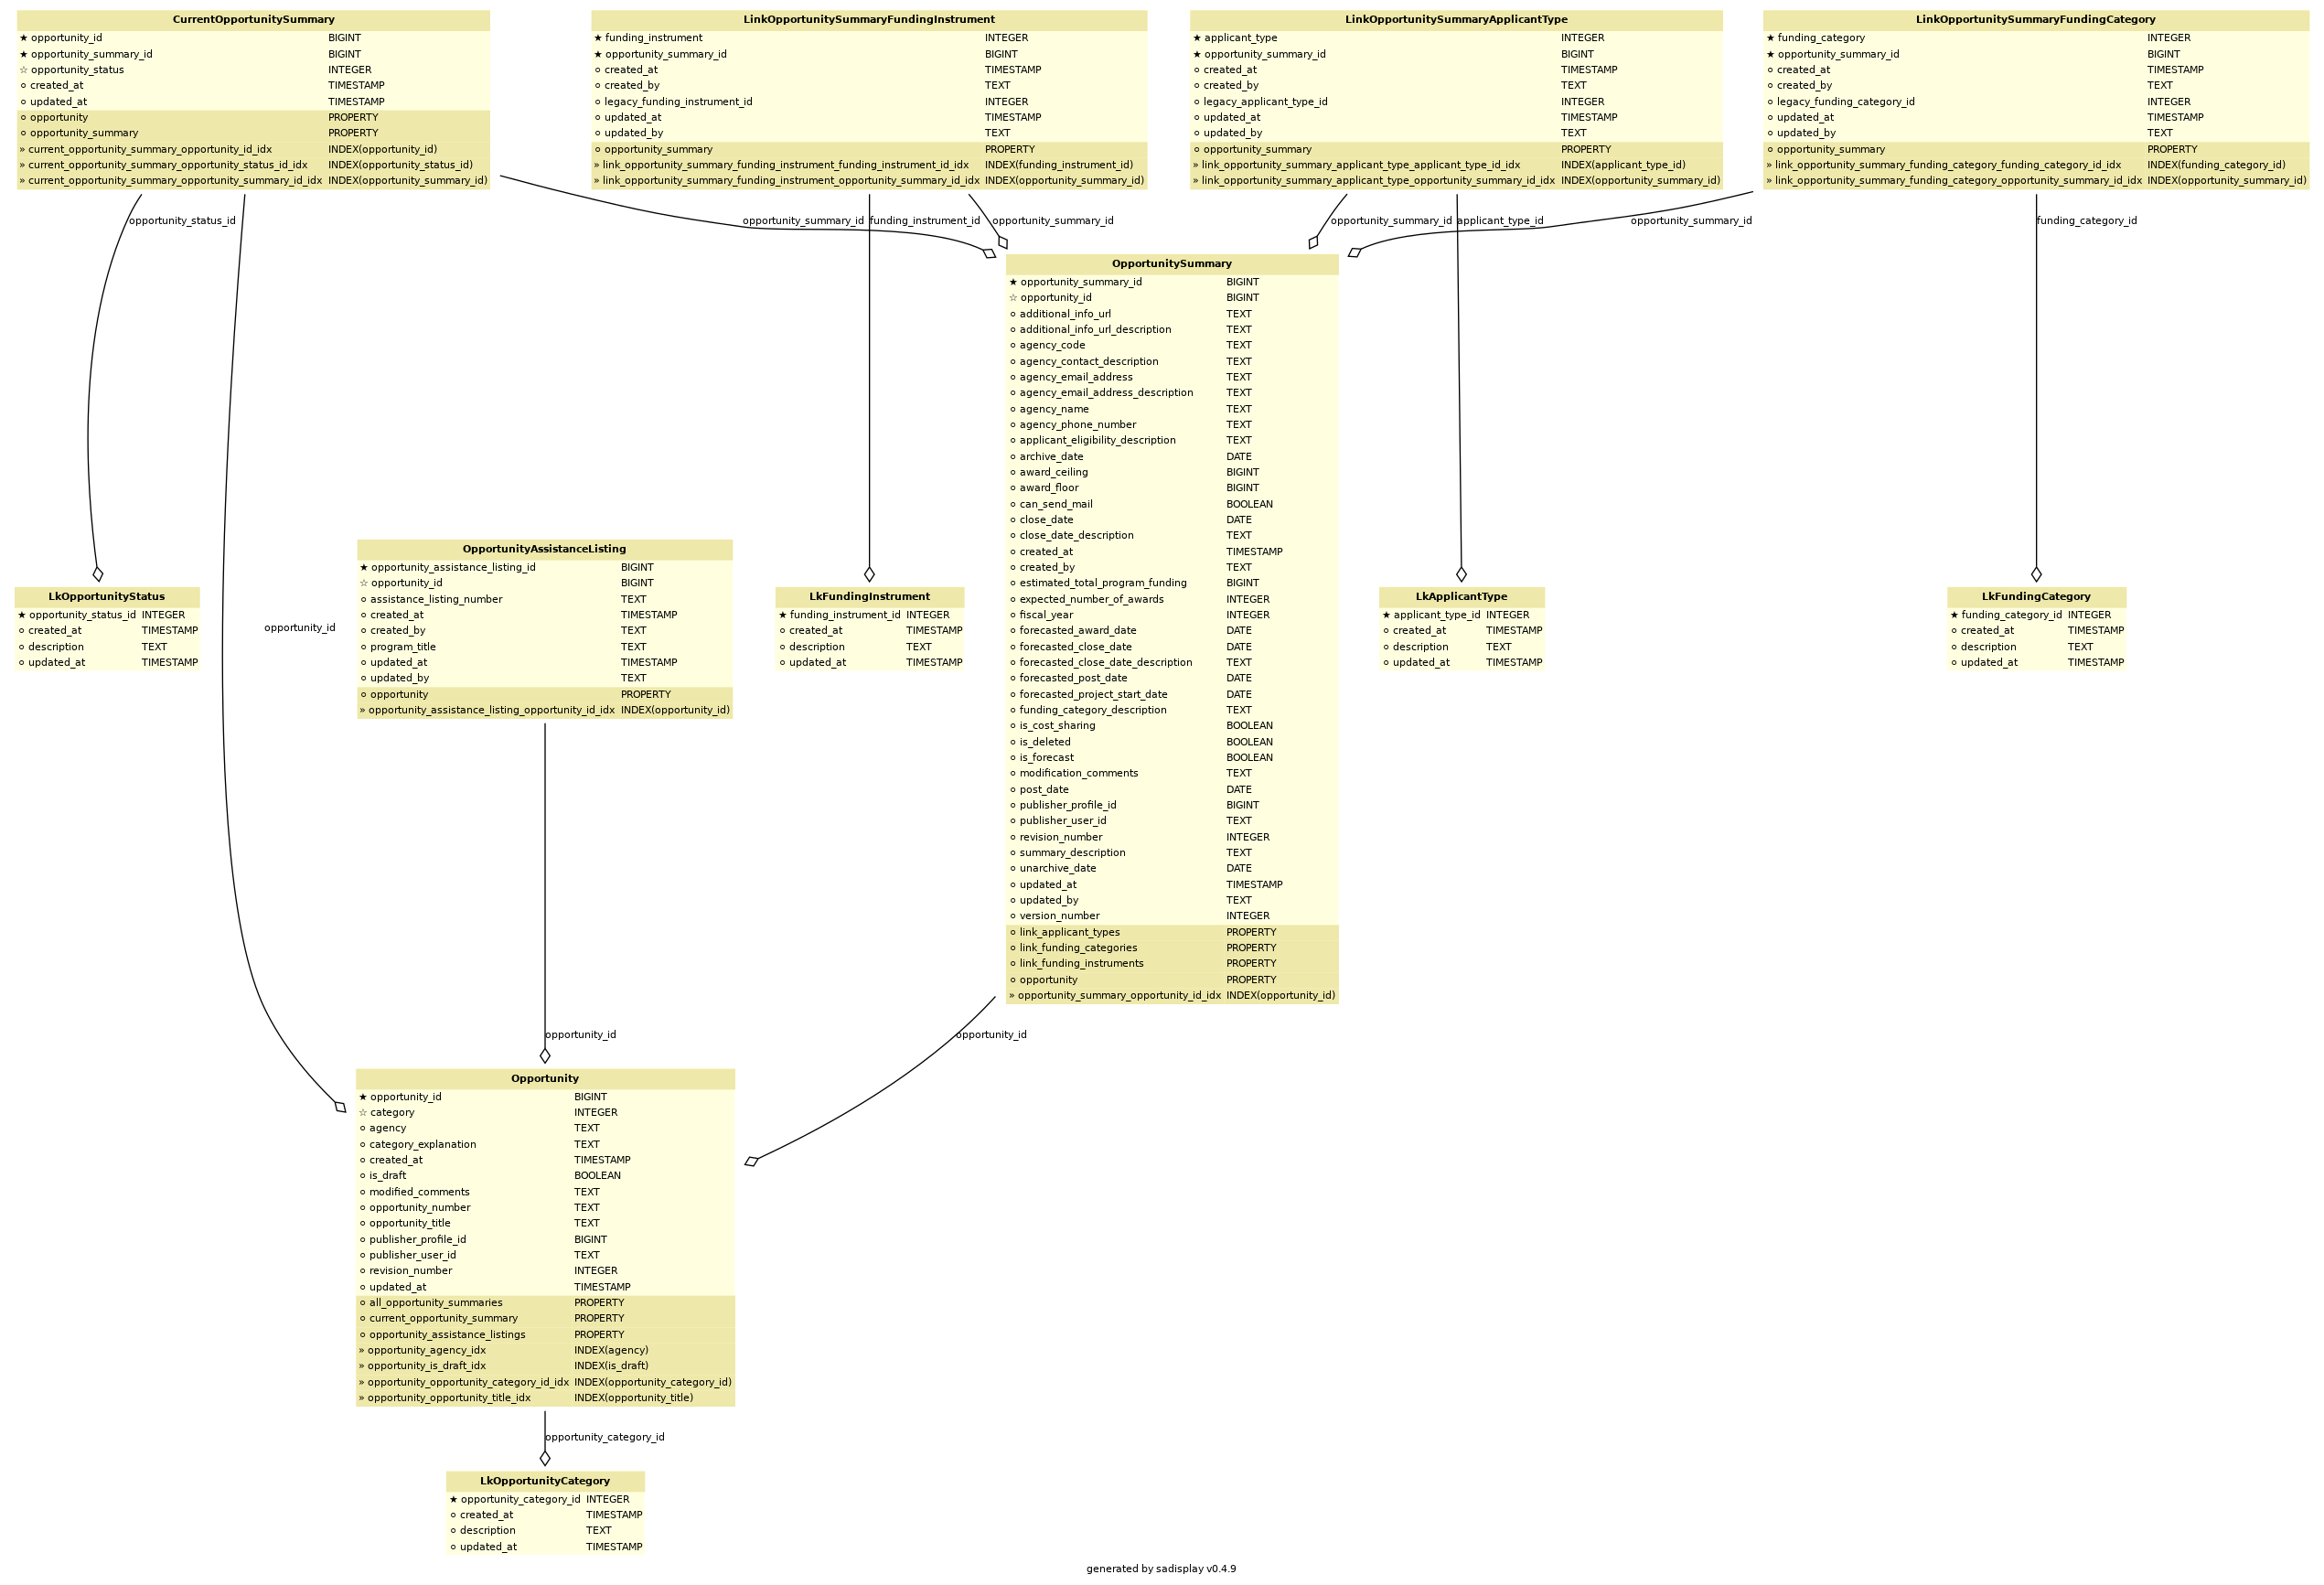 CurrentOpportunitySummary
★ opportunity_id BIGINT
★ opportunity_summary_id BIGINT
☆ opportunity_status INTEGER
⚬ created_at TIMESTAMP
⚬ updated_at TIMESTAMP
⚬ opportunity PROPERTY
⚬ opportunity_summary PROPERTY
» current_opportunity_summary_opportunity_id_idx INDEX(opportunity_id)
» current_opportunity_summary_opportunity_status_id_idx INDEX(opportunity_status_id)
» current_opportunity_summary_opportunity_summary_id_idx INDEX(opportunity_summary_id)
LinkOpportunitySummaryFundingInstrument
★ funding_instrument INTEGER
★ opportunity_summary_id BIGINT
⚬ created_at TIMESTAMP
⚬ created_by TEXT
⚬ legacy_funding_instrument_id INTEGER
⚬ updated_at TIMESTAMP
⚬ updated_by TEXT
⚬ opportunity_summary PROPERTY
» link_opportunity_summary_funding_instrument_funding_instrument_id_idx INDEX(funding_instrument_id)
» link_opportunity_summary_funding_instrument_opportunity_summary_id_idx INDEX(opportunity_summary_id)
LinkOpportunitySummaryApplicantType
★ applicant_type INTEGER
★ opportunity_summary_id BIGINT
⚬ created_at TIMESTAMP
⚬ created_by TEXT
⚬ legacy_applicant_type_id INTEGER
⚬ updated_at TIMESTAMP
⚬ updated_by TEXT
⚬ opportunity_summary PROPERTY
» link_opportunity_summary_applicant_type_applicant_type_id_idx INDEX(applicant_type_id)
» link_opportunity_summary_applicant_type_opportunity_summary_id_idx INDEX(opportunity_summary_id)
LinkOpportunitySummaryFundingCategory
★ funding_category INTEGER
★ opportunity_summary_id BIGINT
⚬ created_at TIMESTAMP
⚬ created_by TEXT
⚬ legacy_funding_category_id INTEGER
⚬ updated_at TIMESTAMP
⚬ updated_by TEXT
⚬ opportunity_summary PROPERTY
» link_opportunity_summary_funding_category_funding_category_id_idx INDEX(funding_category_id)
» link_opportunity_summary_funding_category_opportunity_summary_id_idx INDEX(opportunity_summary_id)
opportunity_status_id
opportunity_summary_id
funding_instrument_id
opportunity_summary_id
opportunity_summary_id
applicant_type_id
opportunity_summary_id
funding_category_id
OpportunitySummary
★ opportunity_summary_id BIGINT
☆ opportunity_id BIGINT
⚬ additional_info_url TEXT
⚬ additional_info_url_description TEXT
⚬ agency_code TEXT
⚬ agency_contact_description TEXT
⚬ agency_email_address TEXT
⚬ agency_email_address_description TEXT
⚬ agency_name TEXT
⚬ agency_phone_number TEXT
⚬ applicant_eligibility_description TEXT
⚬ archive_date DATE
⚬ award_ceiling BIGINT
⚬ award_floor BIGINT
⚬ can_send_mail BOOLEAN
⚬ close_date DATE
⚬ close_date_description TEXT
⚬ created_at TIMESTAMP
⚬ created_by TEXT
⚬ estimated_total_program_funding BIGINT
⚬ expected_number_of_awards INTEGER
⚬ fiscal_year INTEGER
⚬ forecasted_award_date DATE
⚬ forecasted_close_date DATE
⚬ forecasted_close_date_description TEXT
⚬ forecasted_post_date DATE
⚬ forecasted_project_start_date DATE
⚬ funding_category_description TEXT
⚬ is_cost_sharing BOOLEAN
⚬ is_deleted BOOLEAN
⚬ is_forecast BOOLEAN
⚬ modification_comments TEXT
⚬ post_date DATE
⚬ publisher_profile_id BIGINT
⚬ publisher_user_id TEXT
⚬ revision_number INTEGER
⚬ summary_description TEXT
⚬ unarchive_date DATE
⚬ updated_at TIMESTAMP
⚬ updated_by TEXT
⚬ version_number INTEGER
⚬ link_applicant_types PROPERTY
⚬ link_funding_categories PROPERTY
⚬ link_funding_instruments PROPERTY
⚬ opportunity PROPERTY
» opportunity_summary_opportunity_id_idx INDEX(opportunity_id)
LkOpportunityStatus
★ opportunity_status_id INTEGER
⚬ created_at TIMESTAMP
⚬ description TEXT
⚬ updated_at TIMESTAMP
opportunity_id
OpportunityAssistanceListing
★ opportunity_assistance_listing_id BIGINT
☆ opportunity_id BIGINT
⚬ assistance_listing_number TEXT
⚬ created_at TIMESTAMP
⚬ created_by TEXT
⚬ program_title TEXT
⚬ updated_at TIMESTAMP
⚬ updated_by TEXT
⚬ opportunity PROPERTY
» opportunity_assistance_listing_opportunity_id_idx INDEX(opportunity_id)
LkFundingInstrument
★ funding_instrument_id INTEGER
⚬ created_at TIMESTAMP
⚬ description TEXT
⚬ updated_at TIMESTAMP
LkApplicantType
★ applicant_type_id INTEGER
⚬ created_at TIMESTAMP
⚬ description TEXT
⚬ updated_at TIMESTAMP
LkFundingCategory
★ funding_category_id INTEGER
⚬ created_at TIMESTAMP
⚬ description TEXT
⚬ updated_at TIMESTAMP
opportunity_id
opportunity_id
Opportunity
★ opportunity_id BIGINT
☆ category INTEGER
⚬ agency TEXT
⚬ category_explanation TEXT
⚬ created_at TIMESTAMP
⚬ is_draft BOOLEAN
⚬ modified_comments TEXT
⚬ opportunity_number TEXT
⚬ opportunity_title TEXT
⚬ publisher_profile_id BIGINT
⚬ publisher_user_id TEXT
⚬ revision_number INTEGER
⚬ updated_at TIMESTAMP
⚬ all_opportunity_summaries PROPERTY
⚬ current_opportunity_summary PROPERTY
⚬ opportunity_assistance_listings PROPERTY
» opportunity_agency_idx INDEX(agency)
» opportunity_is_draft_idx INDEX(is_draft)
» opportunity_opportunity_category_id_idx INDEX(opportunity_category_id)
» opportunity_opportunity_title_idx INDEX(opportunity_title)
opportunity_category_id
LkOpportunityCategory
★ opportunity_category_id INTEGER
⚬ created_at TIMESTAMP
⚬ description TEXT
⚬ updated_at TIMESTAMP
generated by sadisplay v0.4.9